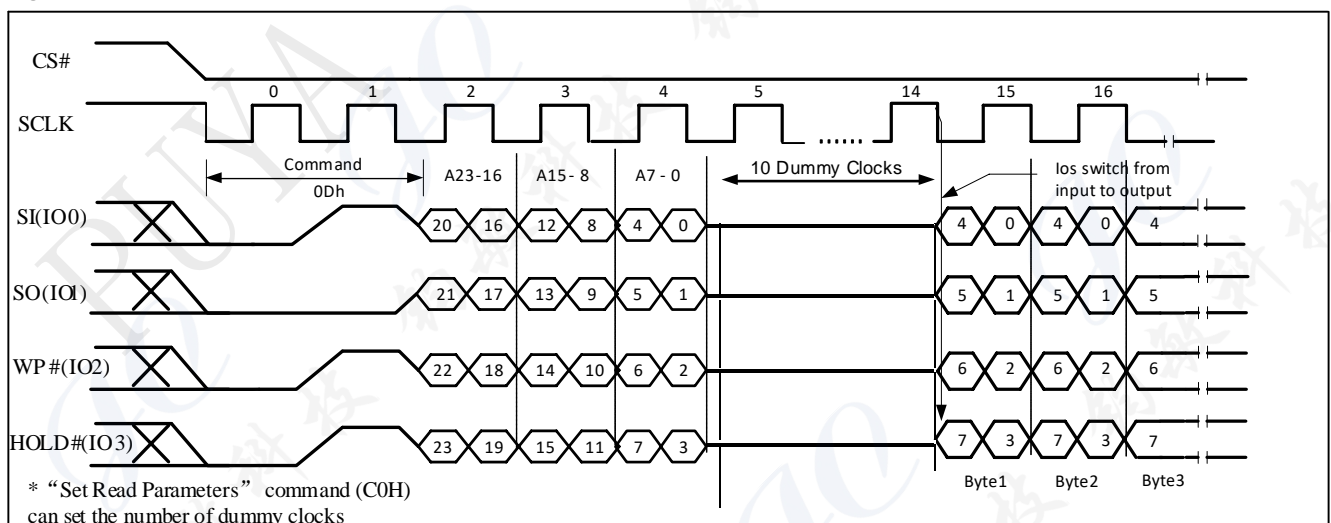 CS#
0 1 2 3 4 5 14 15 16
SCLK
Command
0Dh
A23-16 A15-8 A7-0
10 Dummy Clocks
Ios switch from
input to output
SI(IO0) 20 16 12 8 4 0 4 0 4 0 4
SO(IO1) 21 17 13 9 5 1 5 1 5 1 5
WP#(IO2) 22 18 14 10 6 2 6 2 6 2 6
HOLD#(IO3) 23 19 15 11 7 3 7 3 7 3 7
Byte1 Byte2 Byte3
* “Set Read Parameters” command (C0H)
can set the number of dummy clocks
PUYA